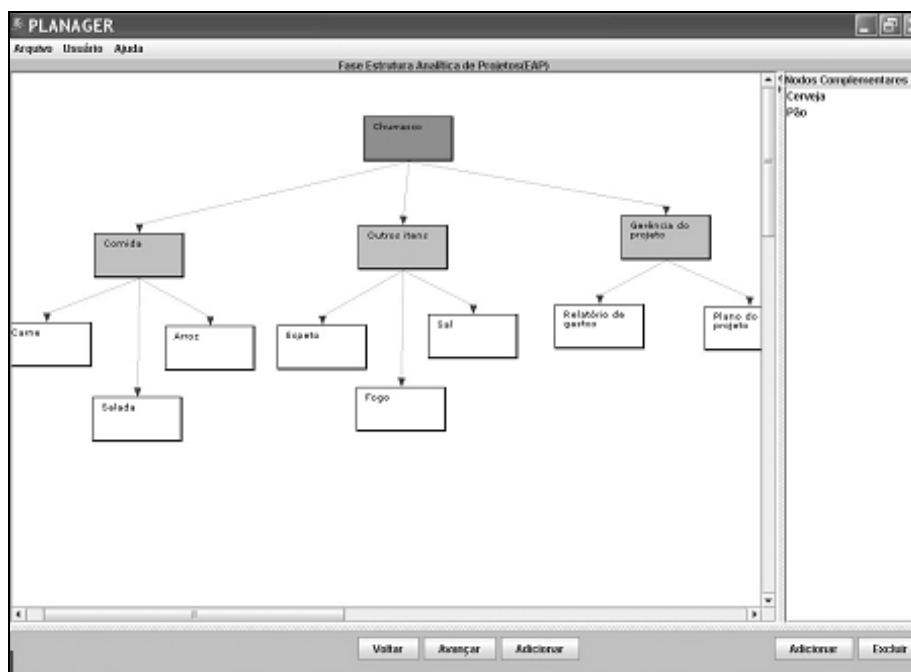 PLANAGER
Arquivo Usuário Ajuda
Fase Estrutura Analítica de Projetos(EAP)
Nodos Complementares
Cerveja
Pão
Churrasco
Comida
Outros itens
Gerência do
projeto
Carne
Arroz
Salada
Espeto
Sal
Fogo
Relatório de
gastos
Plano do
projeto
Voltar Avançar Adicionar
Adicionar Excluir